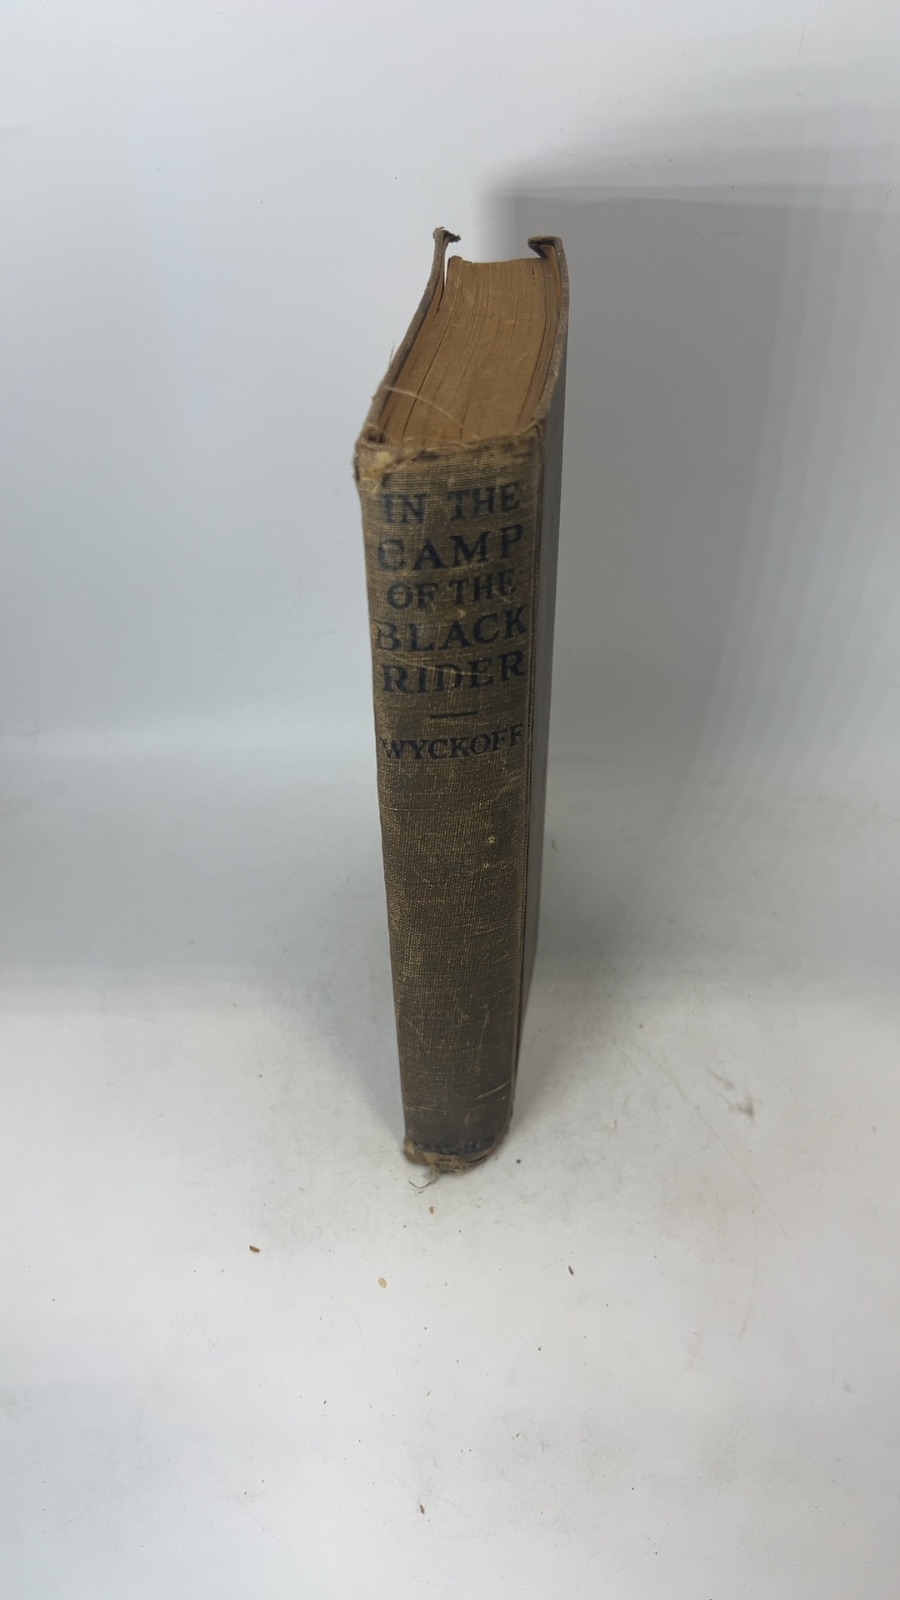 IN THE
CAMP
OF THE
BLACK
RIDER
WYCKOFF